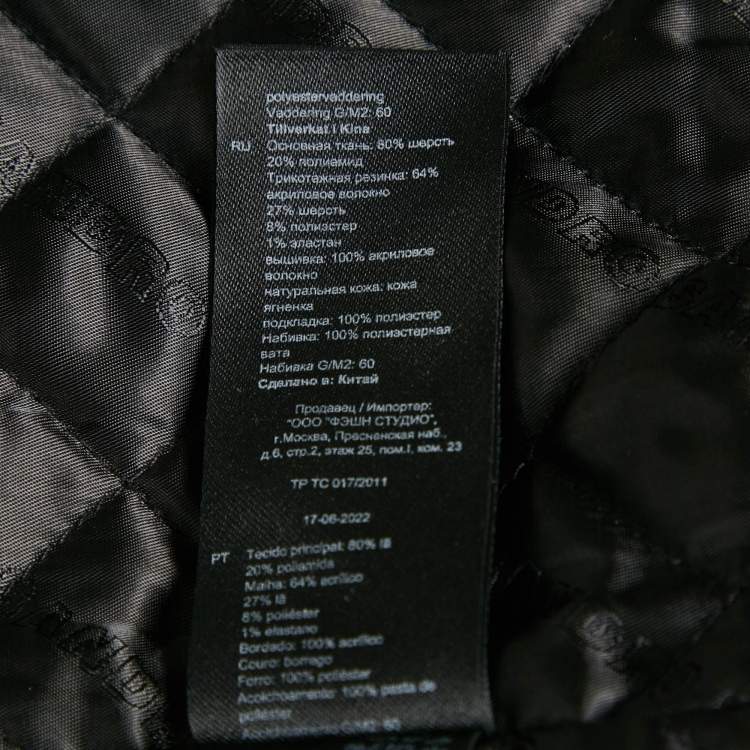 polyestervaddering
Vaddering G/M2: 60
Tillverkat i Kina
RU Основная ткань: 80% шерсть
20% полиамид
Трикотажная резинка: 64%
акриловое волокно
27% шерсть
8% полиэстер
1% эластан
вышивка: 100% акриловое
волокно
натуральная кожа: кожа
ягненка
подкладка: 100% полиэстер
Набивка: 100% полиэстерная
вата
Набивка G/M2: 60
Сделано в: Китай
Продавец / Импортер:
"ООО "ФЭШН СТУДИО",
г.Москва, Пресненская наб.,
д.6, стр.2, этаж 25, пом.I, ком. 23
ТР ТС 017/2011
17-06-2022
PT Tecido principal: 80% lã
20% poliamida
Malha: 64% acrílico
27% lã
8% poliéster
1% elastano
Bordado: 100% acrílico
Couro: borrego
Forro: 100% poliéster
Acolchoamento: 100% pasta de
poliéster
Acolchoamento G/M2: 60